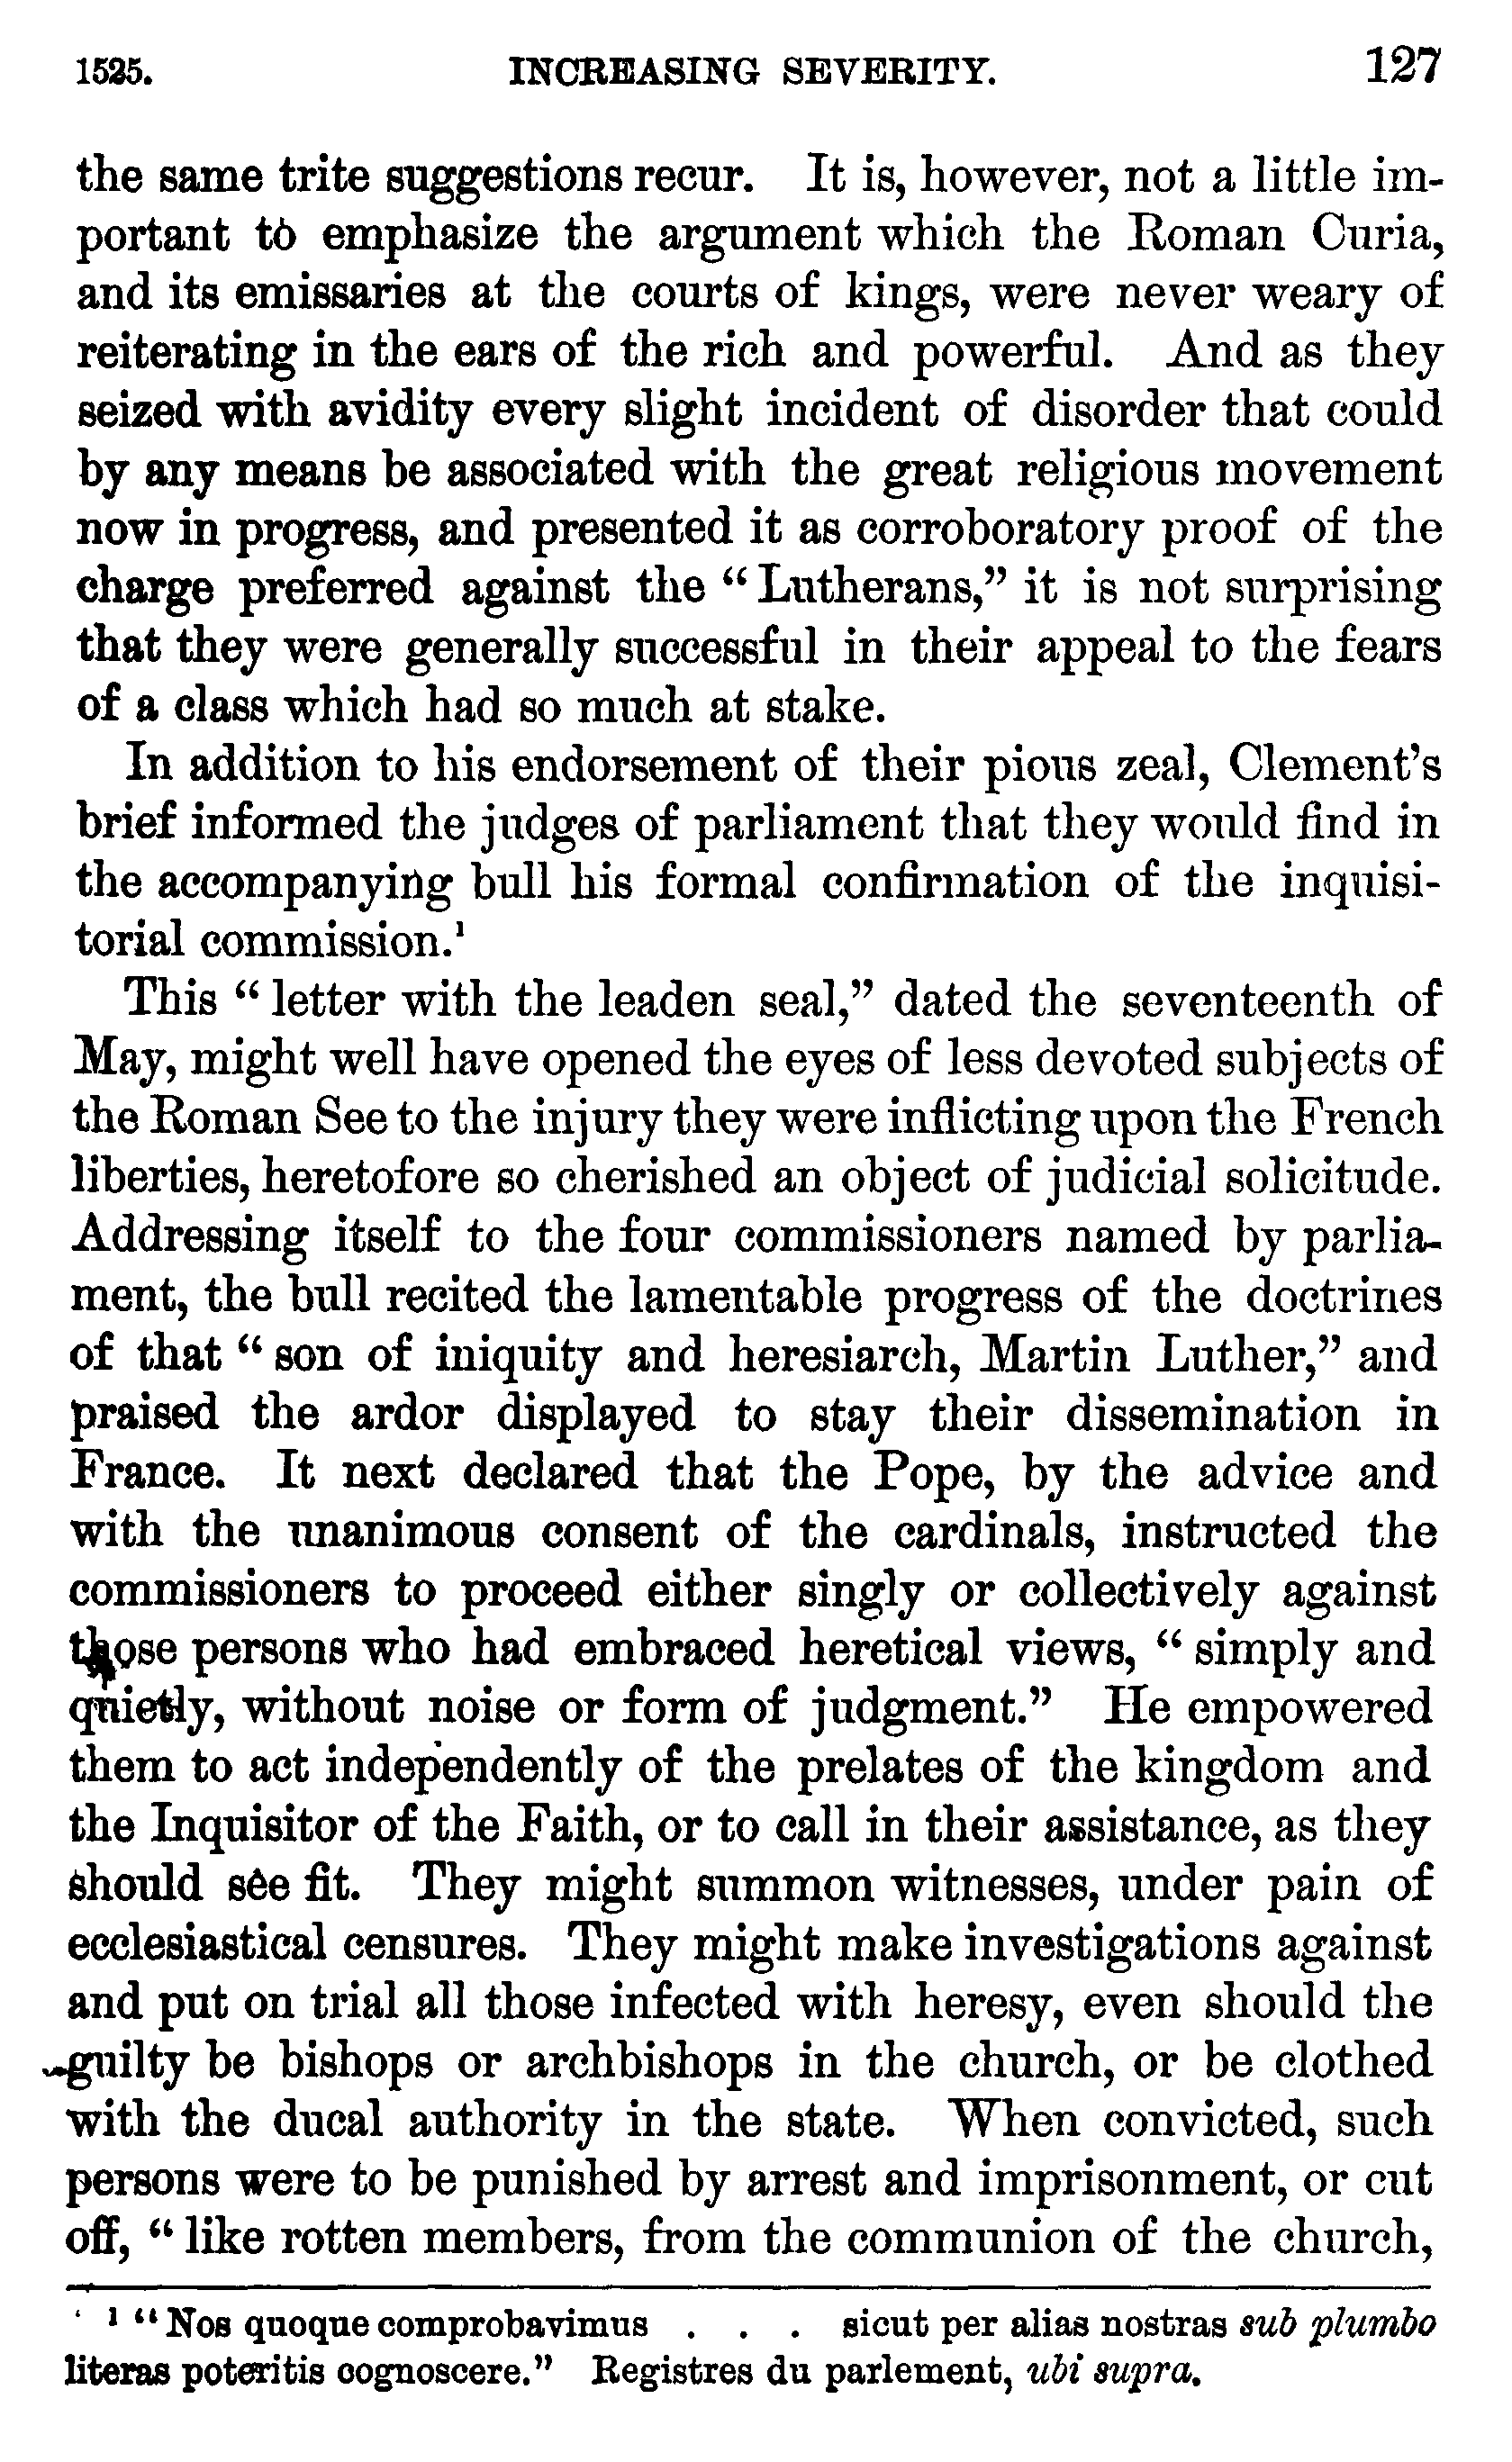 1525. INCREASING SEVERITY. 127
the same trite suggestions recur. It is, however, not a little im-
portant to emphasize the argument which the Roman Curia,
and its emissaries at the courts of kings, were never weary of
reiterating in the ears of the rich and powerful. And as they
seized with avidity every slight incident of disorder that could
by any means be associated with the great religious movement
now in progress, and presented it as corroboratory proof of the
charge preferred against the “Lutherans,” it is not surprising
that they were generally successful in their appeal to the fears
of a class which had so much at stake.
In addition to his endorsement of their pious zeal, Clement’s
brief informed the judges of parliament that they would find in
the accompanying bull his formal confirmation of the inquisi-
torial commission.¹
This “letter with the leaden seal,” dated the seventeenth of
May, might well have opened the eyes of less devoted subjects of
the Roman See to the injury they were inflicting upon the French
liberties, heretofore so cherished an object of judicial solicitude.
Addressing itself to the four commissioners named by parlia-
ment, the bull recited the lamentable progress of the doctrines
of that “son of iniquity and heresiarch, Martin Luther,” and
praised the ardor displayed to stay their dissemination in
France. It next declared that the Pope, by the advice and
with the unanimous consent of the cardinals, instructed the
commissioners to proceed either singly or collectively against
those persons who had embraced heretical views, “simply and
quietly, without noise or form of judgment.” He empowered
them to act independently of the prelates of the kingdom and
the Inquisitor of the Faith, or to call in their assistance, as they
should see fit. They might summon witnesses, under pain of
ecclesiastical censures. They might make investigations against
and put on trial all those infected with heresy, even should the
guilty be bishops or archbishops in the church, or be clothed
with the ducal authority in the state. When convicted, such
persons were to be punished by arrest and imprisonment, or cut
off, “like rotten members, from the communion of the church,
¹ “Nos quoque comprobavimus . . . sicut per alias nostras sub plumbo
literas poteritis cognoscere.” Registres du parlement, ubi supra.